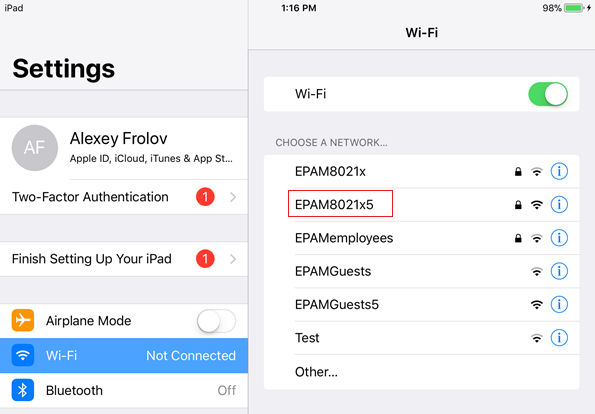 iPad
1:16 PM
98%
Settings
AF
Alexey Frolov
Apple ID, iCloud, iTunes & App St...
Two-Factor Authentication
1
Finish Setting Up Your iPad
1
Airplane Mode
Wi-Fi
Not Connected
Bluetooth
Off
Wi-Fi
Wi-Fi
CHOOSE A NETWORK...
EPAM8021x
EPAM8021x5
EPAMemployees
EPAMGuests
EPAMGuests5
Test
Other...